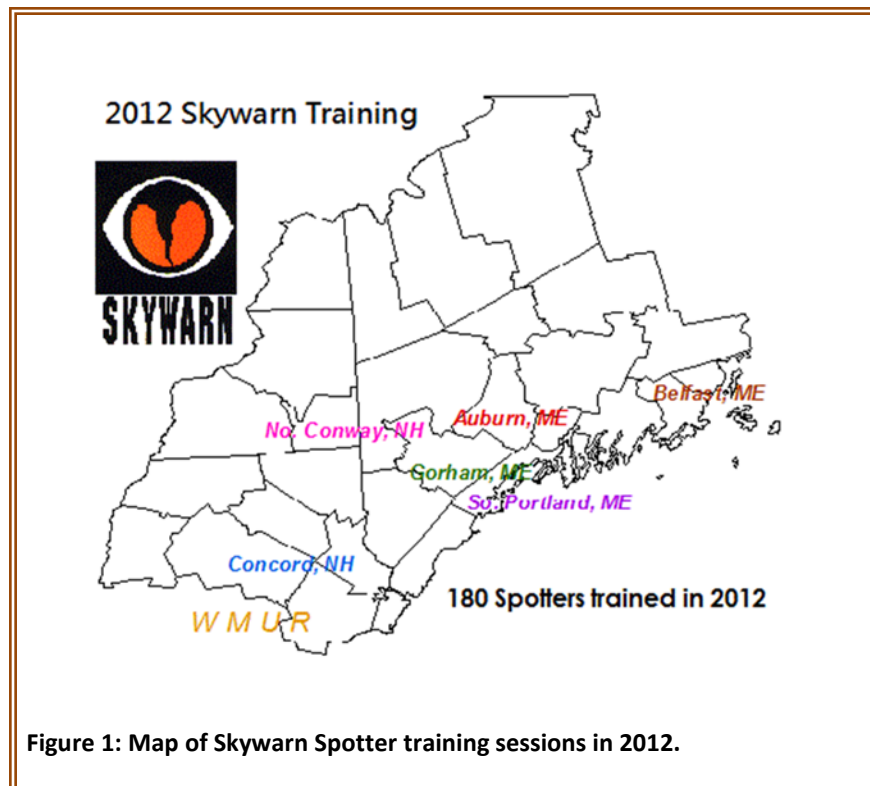 2012 Skywarn Training
SKYWARN
Belfast, ME
No. Conway, NH
Auburn, ME
Gorham, ME
So. Portland, ME
Concord, NH
180 Spotters trained in 2012
W M U R
Figure 1: Map of Skywarn Spotter training sessions in 2012.